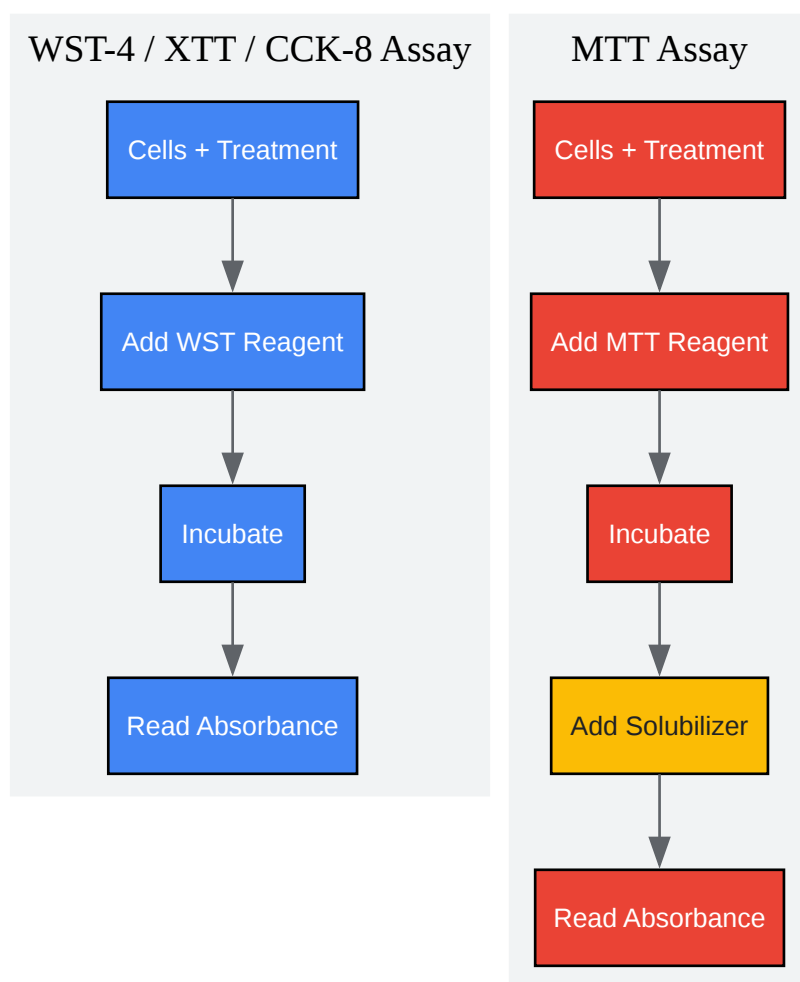 WST-4 / XTT / CCK-8 Assay
Cells + Treatment
Add WST Reagent
Incubate
Read Absorbance
MTT Assay
Cells + Treatment
Add MTT Reagent
Incubate
Add Solubilizer
Read Absorbance